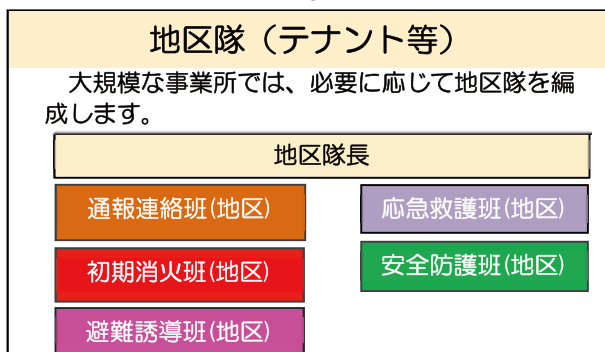 地区隊（テナント等）
大規模な事業所では、必要に応じて地区隊を編
成します。
地区隊長
通報連絡班(地区)
応急救護班(地区)
初期消火班(地区)
安全防護班(地区)
避難誘導班(地区)